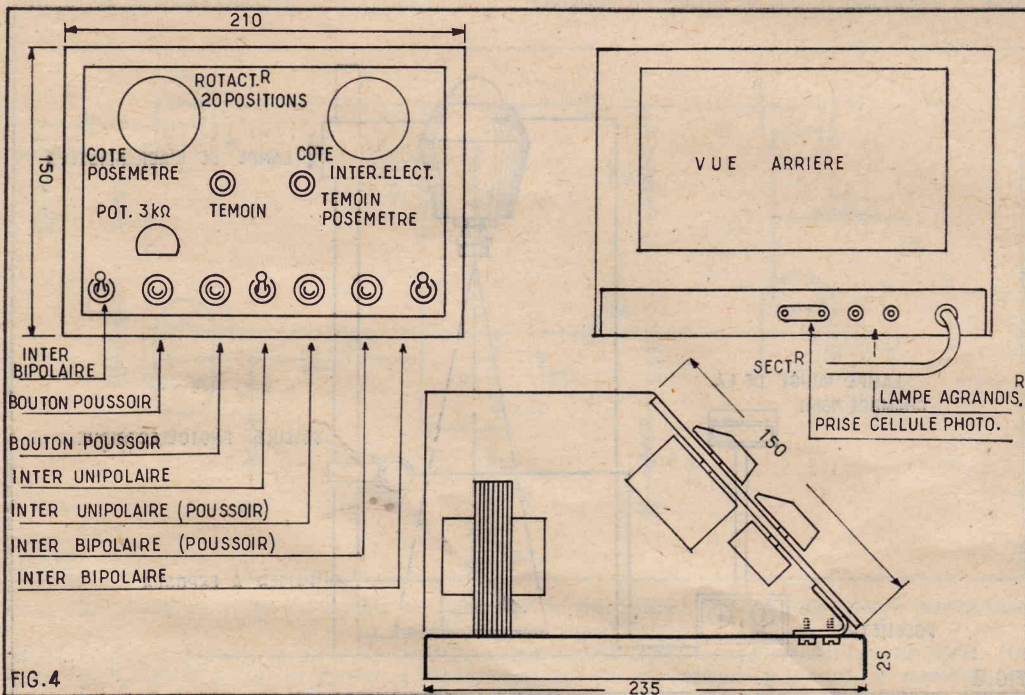 210
ROTACT.R
20 POSITIONS
150
COTE
POSEMÈTRE
COTE
INTER. ELECT.
POT. 3kΩ
TEMOIN
TEMOIN
POSÉMÈTRE
INTER
BIPOLAIRE
BOUTON POUSSOIR
BOUTON POUSSOIR
INTER UNIPOLAIRE
INTER UNIPOLAIRE (POUSSOIR)
INTER BIPOLAIRE (POUSSOIR)
INTER BIPOLAIRE
VUE ARRIERE
SECT.R
LAMPE AGRANDIS.R
PRISE CELLULE PHOTO.
150
25
235
FIG.4